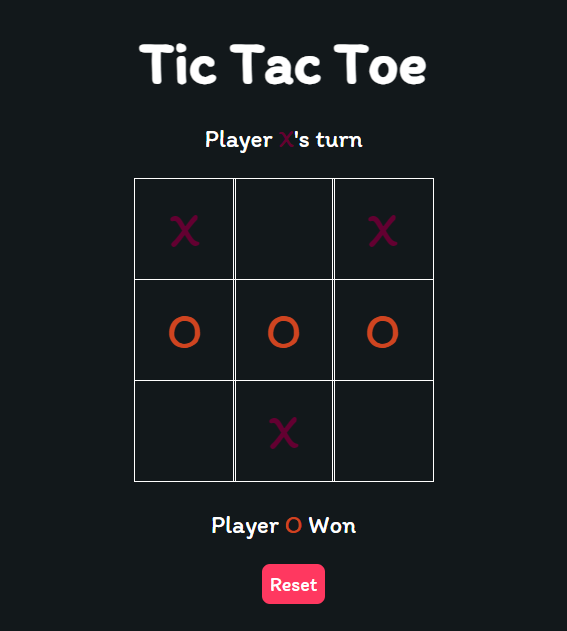 Tic Tac Toe
Player X's turn
X X
O O O
X
Player O Won
Reset